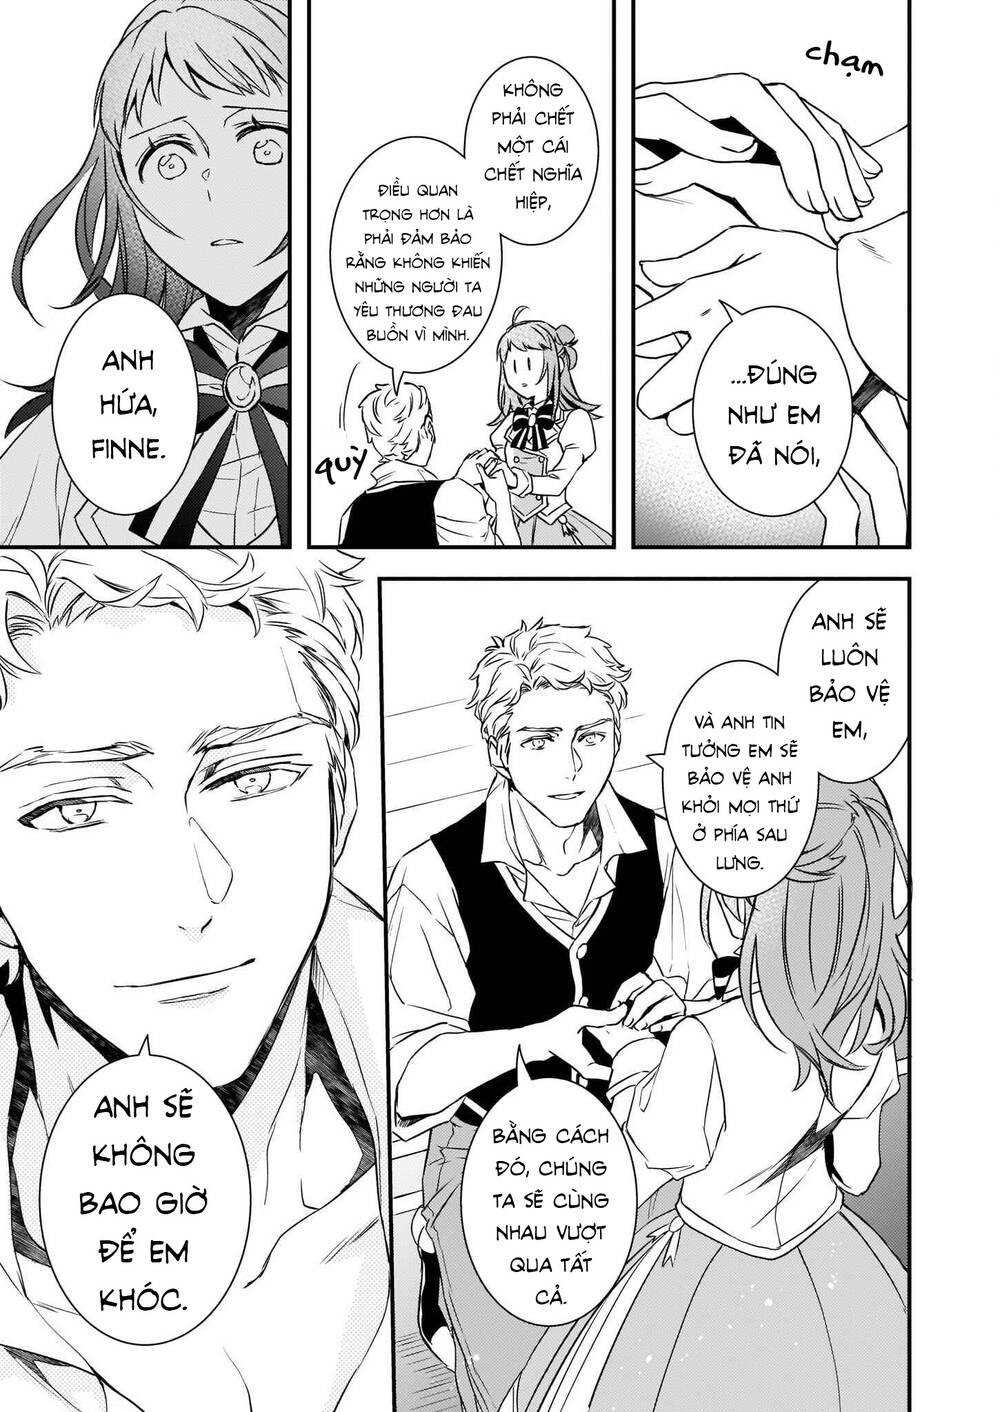 chạm
...ĐÚNG
NHƯ EM
ĐÃ NÓI,
KHÔNG
PHẢI CHẾT
MỘT CÁI
CHẾT NGHĨA
HIỆP,
ĐIỀU QUAN
TRỌNG HƠN LÀ
PHẢI ĐẢM BẢO
RẰNG KHÔNG KHIẾN
NHỮNG NGƯỜI TA
YÊU THƯƠNG ĐAU
BUỒN VÌ MÌNH.
quỳ
ANH
HỨA,
FINNE.
ANH SẼ
LUÔN
BẢO VỆ
EM,
VÀ ANH TIN
TƯỞNG EM SẼ
BẢO VỆ ANH
KHỎI MỌI THỨ
Ở PHÍA SAU
LƯNG.
BẰNG CÁCH
ĐÓ, CHÚNG
TA SẼ CÙNG
NHAU VƯỢT
QUA TẤT
CẢ.
ANH SẼ
KHÔNG
BAO GIỜ
ĐỂ EM
KHÓC.